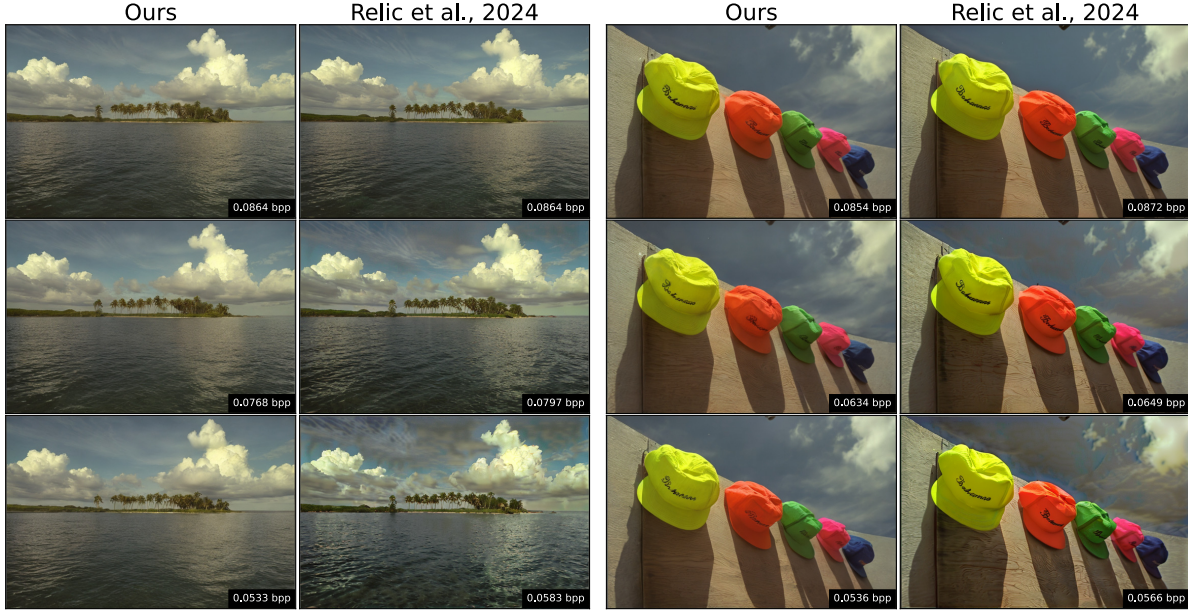 Ours
Relic et al., 2024
Ours
Relic et al., 2024
0.0864 bpp
0.0864 bpp
0.0854 bpp
0.0872 bpp
0.0768 bpp
0.0797 bpp
0.0634 bpp
0.0649 bpp
0.0533 bpp
0.0583 bpp
0.0536 bpp
0.0566 bpp